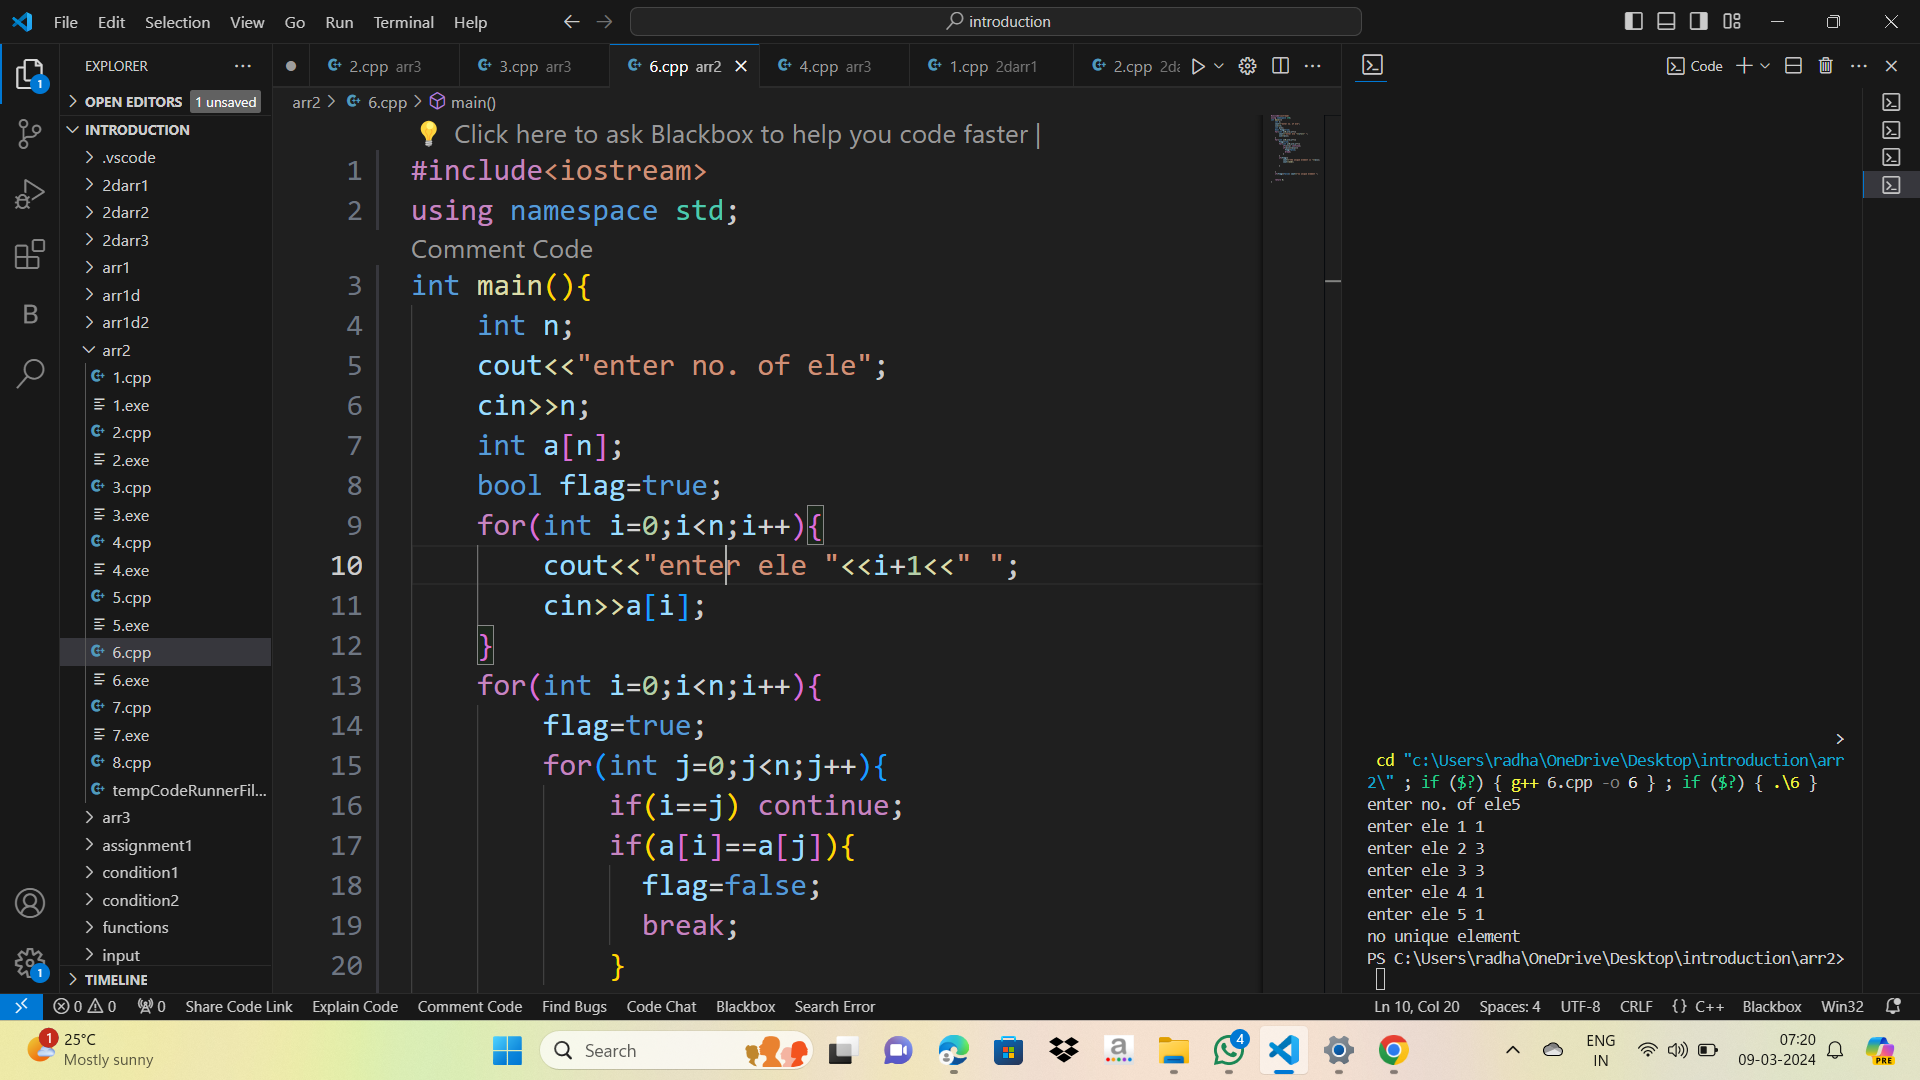 File Edit Selection View Go Run Terminal Help
introduction
EXPLORER
OPEN EDITORS 1 unsaved
INTRODUCTION
.vscode
2darr1
2darr2
2darr3
arr1
arr1d
arr1d2
arr2
1.cpp
1.exe
2.cpp
2.exe
3.cpp
3.exe
4.cpp
4.exe
5.cpp
5.exe
6.cpp
6.exe
7.cpp
7.exe
8.cpp
tempCodeRunnerFil...
arr3
assignment1
condition1
condition2
functions
input
TIMELINE
2.cpp arr3
3.cpp arr3
6.cpp arr2
4.cpp arr3
1.cpp 2darr1
2.cpp 2da
arr2 > 6.cpp > main()
Click here to ask Blackbox to help you code faster |
1 #include<iostream>
2 using namespace std;
Comment Code
3 int main(){
4 int n;
5 cout<<"enter no. of ele";
6 cin>>n;
7 int a[n];
8 bool flag=true;
9 for(int i=0;i<n;i++){
10 cout<<"enter ele "<<i+1<<" ";
11 cin>>a[i];
12 }
13 for(int i=0;i<n;i++){
14 flag=true;
15 for(int j=0;j<n;j++){
16 if(i==j) continue;
17 if(a[i]==a[j]){
18 flag=false;
19 break;
20 }
Code
>
cd "c:\Users\radha\OneDrive\Desktop\introduction\arr
2\" ; if ($?) { g++ 6.cpp -o 6 } ; if ($?) { .\6 }
enter no. of ele5
enter ele 1 1
enter ele 2 3
enter ele 3 3
enter ele 4 1
enter ele 5 1
no unique element
PS C:\Users\radha\OneDrive\Desktop\introduction\arr2>
B
1
1
0 0 0 Share Code Link Explain Code Comment Code Find Bugs Code Chat Blackbox Search Error
Ln 10, Col 20 Spaces: 4 UTF-8 CRLF {} C++ Blackbox Win32
1
25°C
Mostly sunny
Search
a
4
ENG
IN
07:20
09-03-2024
PRE